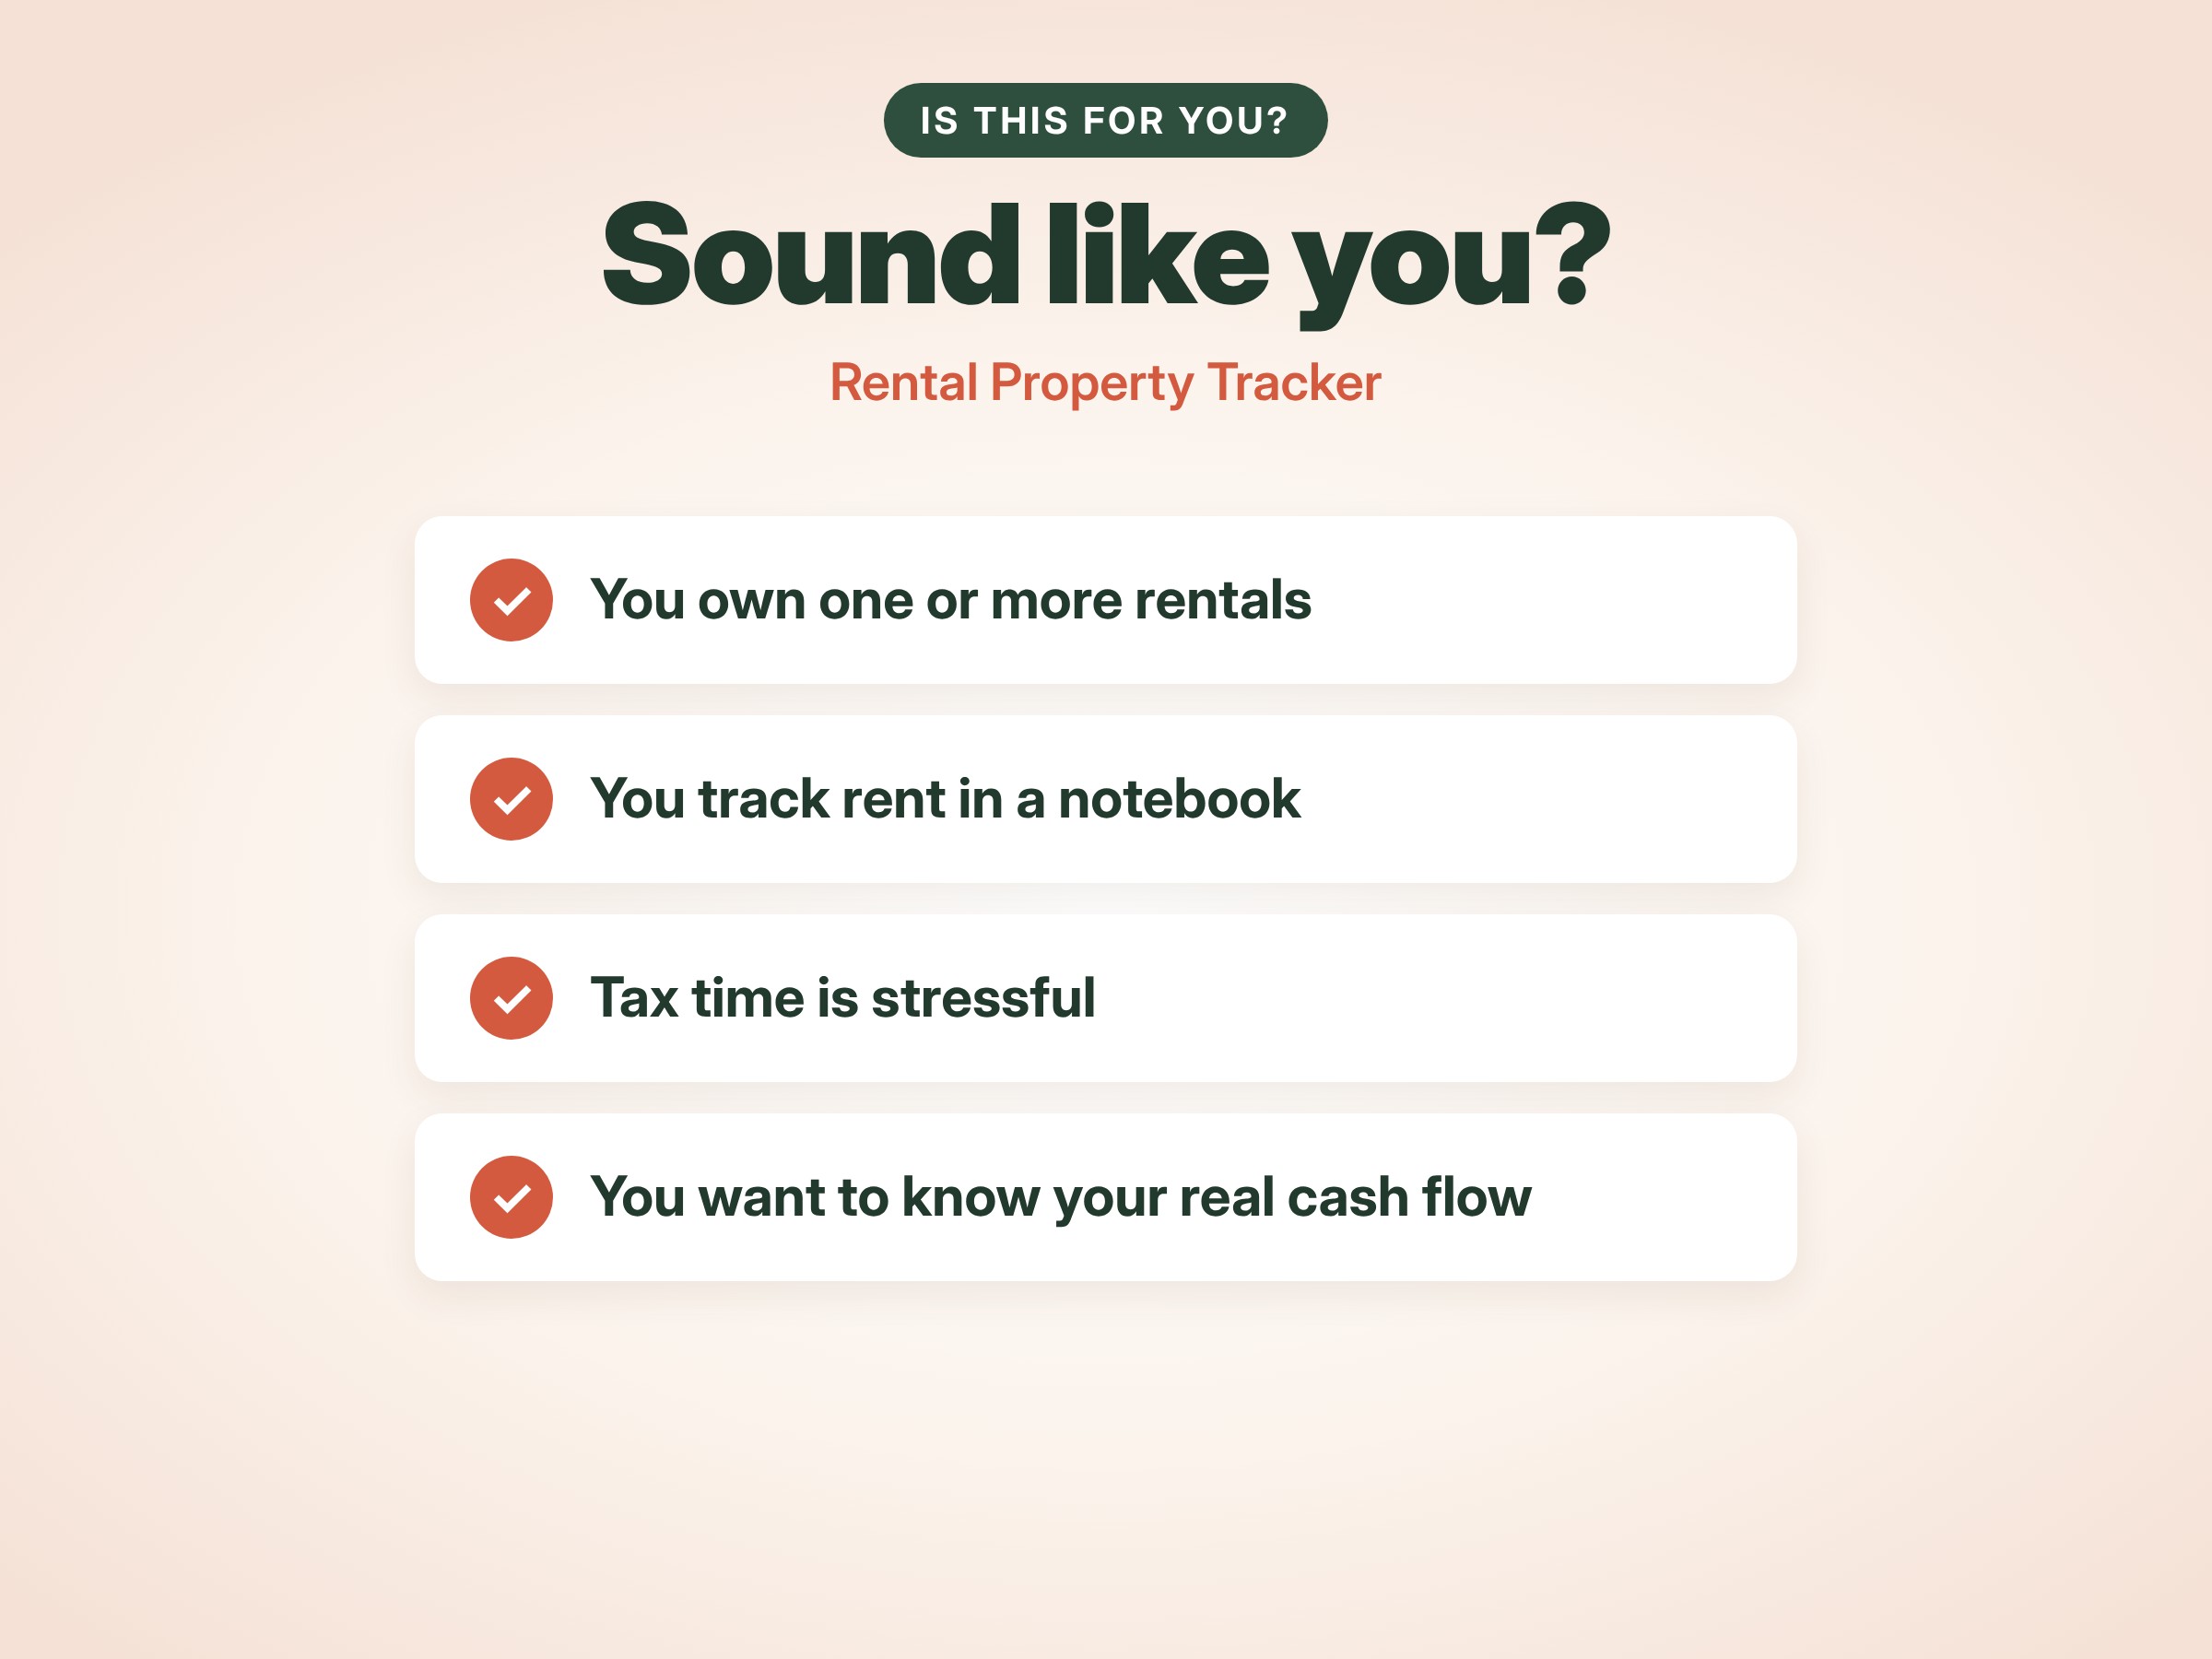 IS THIS FOR YOU?
Sound like you?
Rental Property Tracker
You own one or more rentals
You track rent in a notebook
Tax time is stressful
You want to know your real cash flow